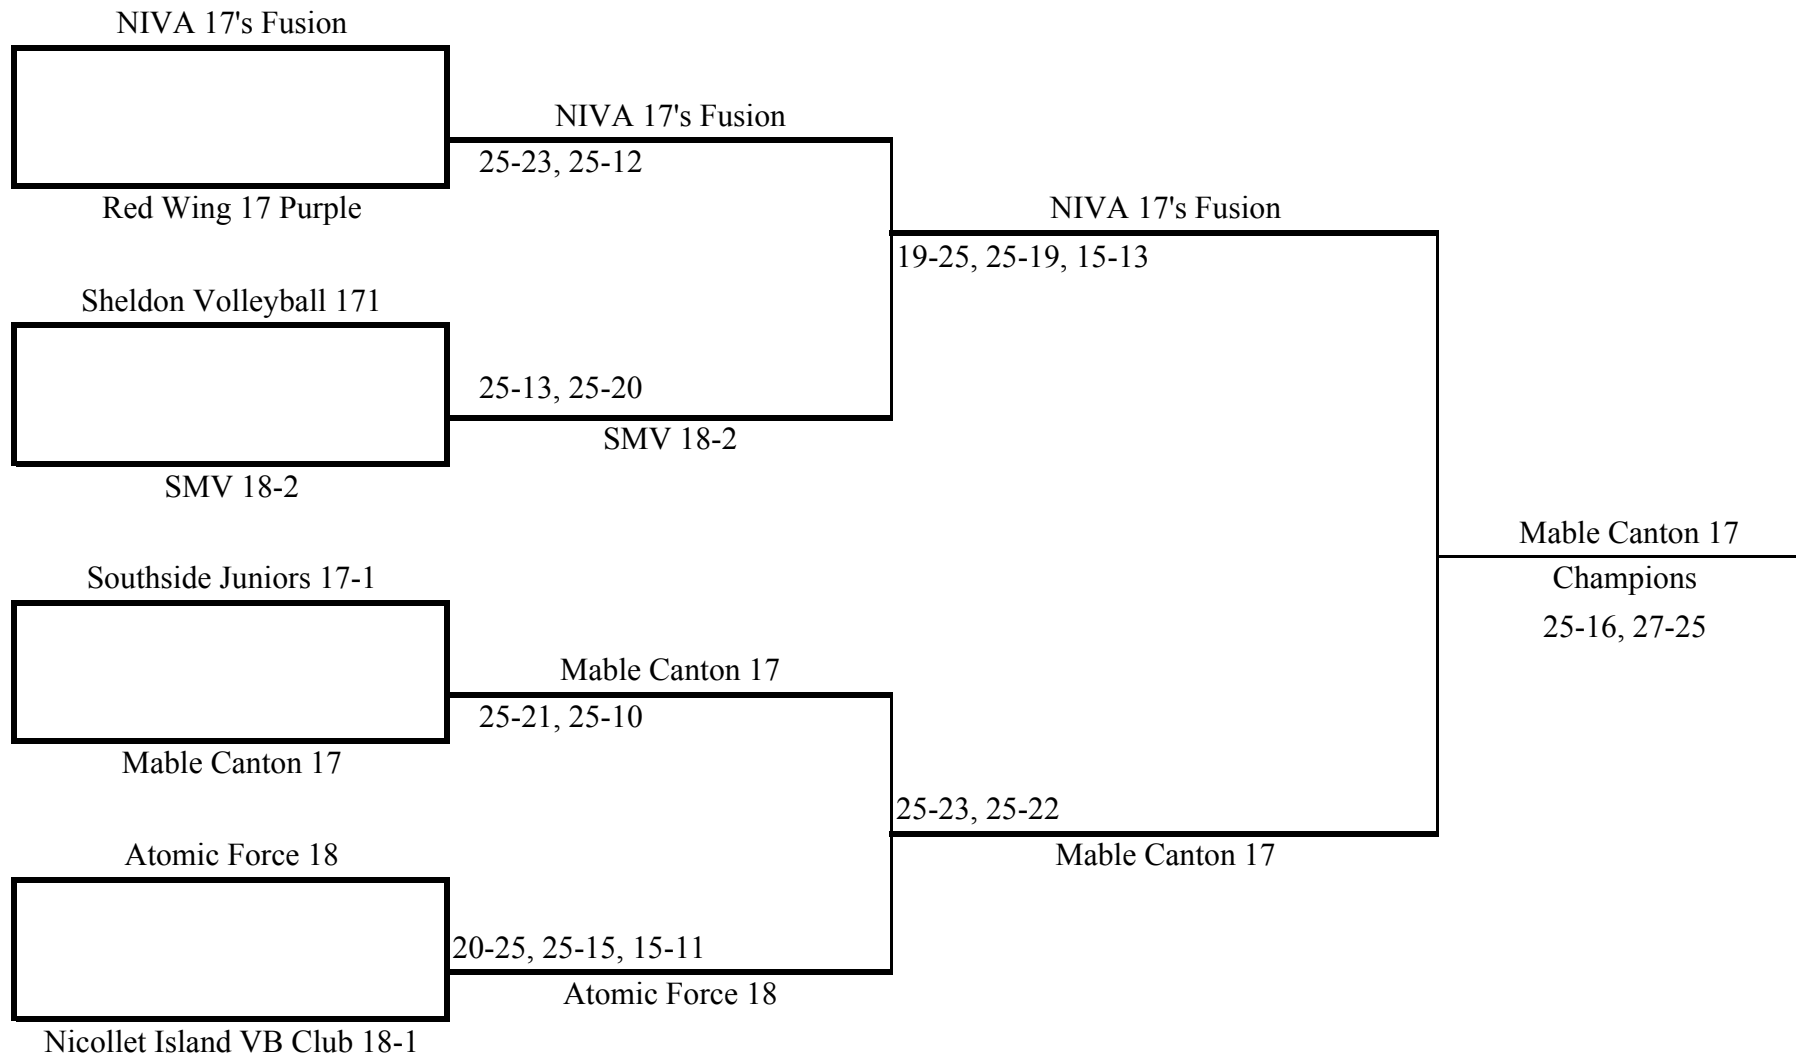 NIVA 17's Fusion
NIVA 17's Fusion
25-23, 25-12
Red Wing 17 Purple
NIVA 17's Fusion
19-25, 25-19, 15-13
Sheldon Volleyball 171
25-13, 25-20
SMV 18-2
SMV 18-2
Mable Canton 17
Champions
25-16, 27-25
Southside Juniors 17-1
Mable Canton 17
25-21, 25-10
Mable Canton 17
25-23, 25-22
Mable Canton 17
Atomic Force 18
20-25, 25-15, 15-11
Atomic Force 18
Nicollet Island VB Club 18-1